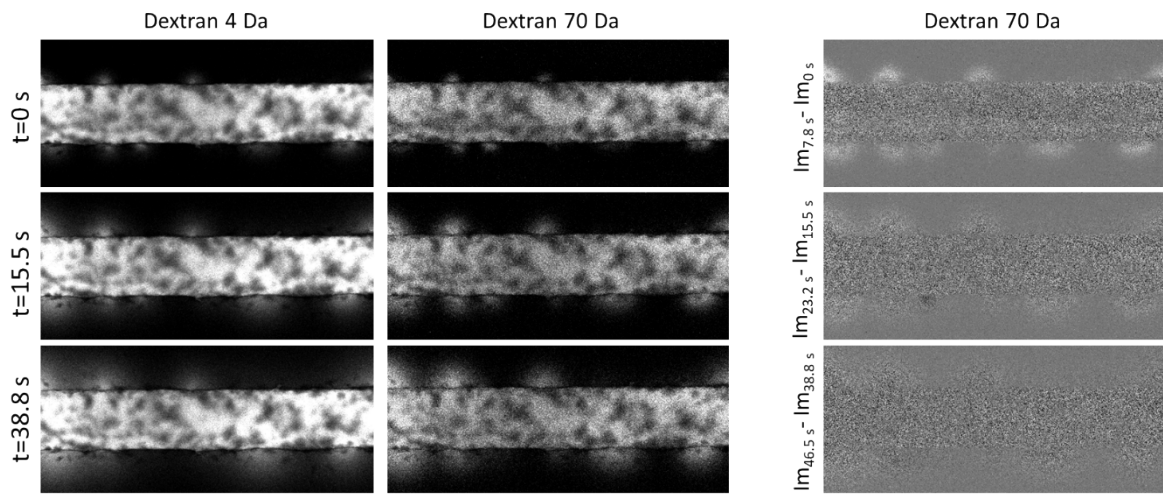 Dextran 4 Da
Dextran 70 Da
Dextran 70 Da
t=0 s
Im7.8 s- Im0 s
t=15.5 s
Im23.2 s- Im15.5 s
t=38.8 s
Im46.5 s- Im38.8 s